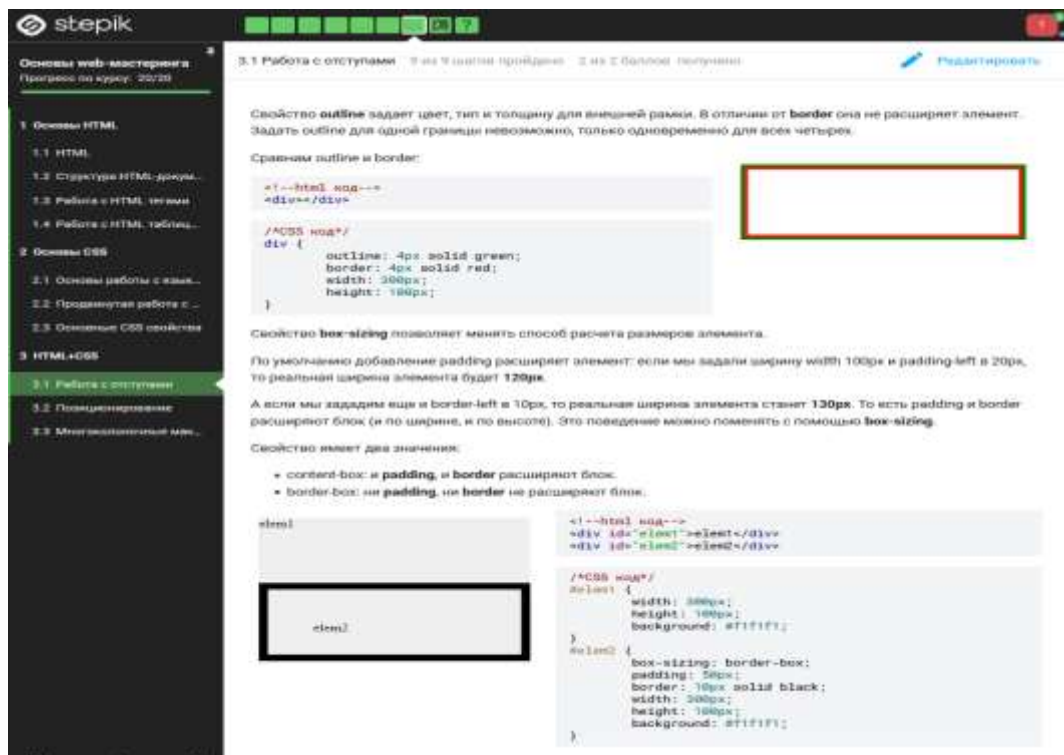 stepik
Основы web-мастеринга
Прогресс по курсу: 20/20
3.1 Работа с отступами 9 из 9 шагов пройдено 2 из 2 баллов получено
Редактировать
1 Основы HTML
1.1 HTML
1.2 Структура HTML-докум...
1.3 Работа с HTML тегами
1.4 Работа с HTML таблиц...
2 Основы CSS
2.1 Основы работы с язык...
2.2 Продвинутая работа с ...
2.3 Основные CSS свойства
3 HTML+CSS
3.1 Работа с отступами
3.2 Позиционирование
3.3 Многоколоночные мак...
Свойство outline задает цвет, тип и толщину для внешней рамки. В отличии от border она не расширяет элемент.
Задать outline для одной границы невозможно, только одновременно для всех четырех.
Сравним outline и border:
<!--html код-->
<div></div>
/*CSS код*/
div {
outline: 4px solid green;
border: 4px solid red;
width: 300px;
height: 100px;
}
Свойство box-sizing позволяет менять способ расчета размеров элемента.
По умолчанию добавление padding расширяет элемент: если мы задали ширину width 100px и padding-left в 20px,
то реальная ширина элемента будет 120px.
А если мы зададим еще и border-left в 10px, то реальная ширина элемента станет 130px. То есть padding и border
расширяют блок (и по ширине, и по высоте). Это поведение можно поменять с помощью box-sizing.
Свойство имеет два значения:
• content-box: и padding, и border расширяют блок.
• border-box: ни padding, ни border не расширяют блок.
elem1
elem2
<!--html код-->
<div id="elem1">elem1</div>
<div id="elem2">elem2</div>
/*CSS код*/
#elem1 {
width: 300px;
height: 100px;
background: #f1f1f1;
}
#elem2 {
box-sizing: border-box;
padding: 50px;
border: 10px solid black;
width: 300px;
height: 100px;
background: #f1f1f1;
}